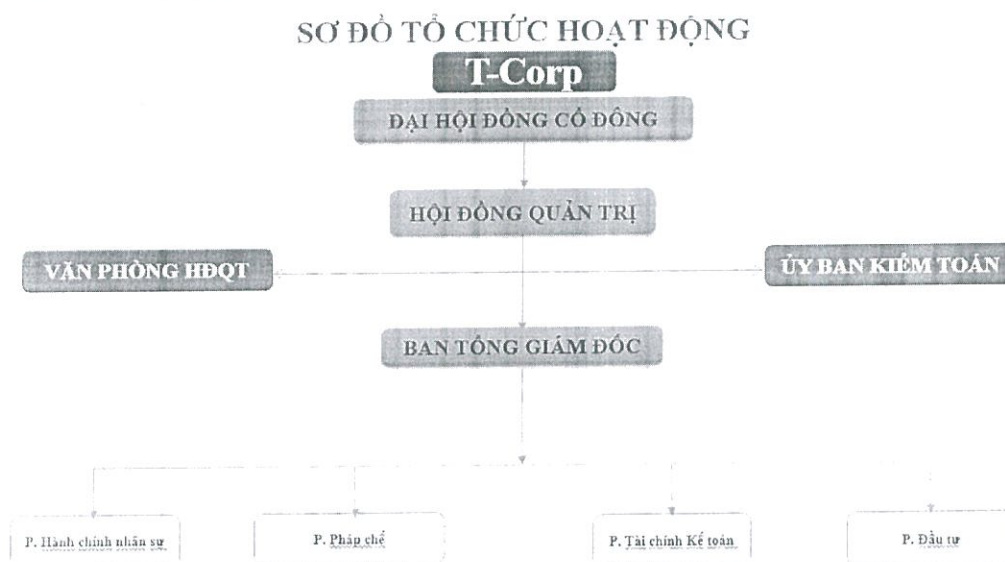 SƠ ĐỒ TỔ CHỨC HOẠT ĐỘNG
T-Corp
ĐẠI HỘI ĐỒNG CỔ ĐÔNG
HỘI ĐỒNG QUẢN TRỊ
VĂN PHÒNG HĐQT
ỦY BAN KIỂM TOÁN
BAN TỔNG GIÁM ĐỐC
P. Hành chính nhân sự
P. Pháp chế
P. Tài chính Kế toán
P. Đầu tư